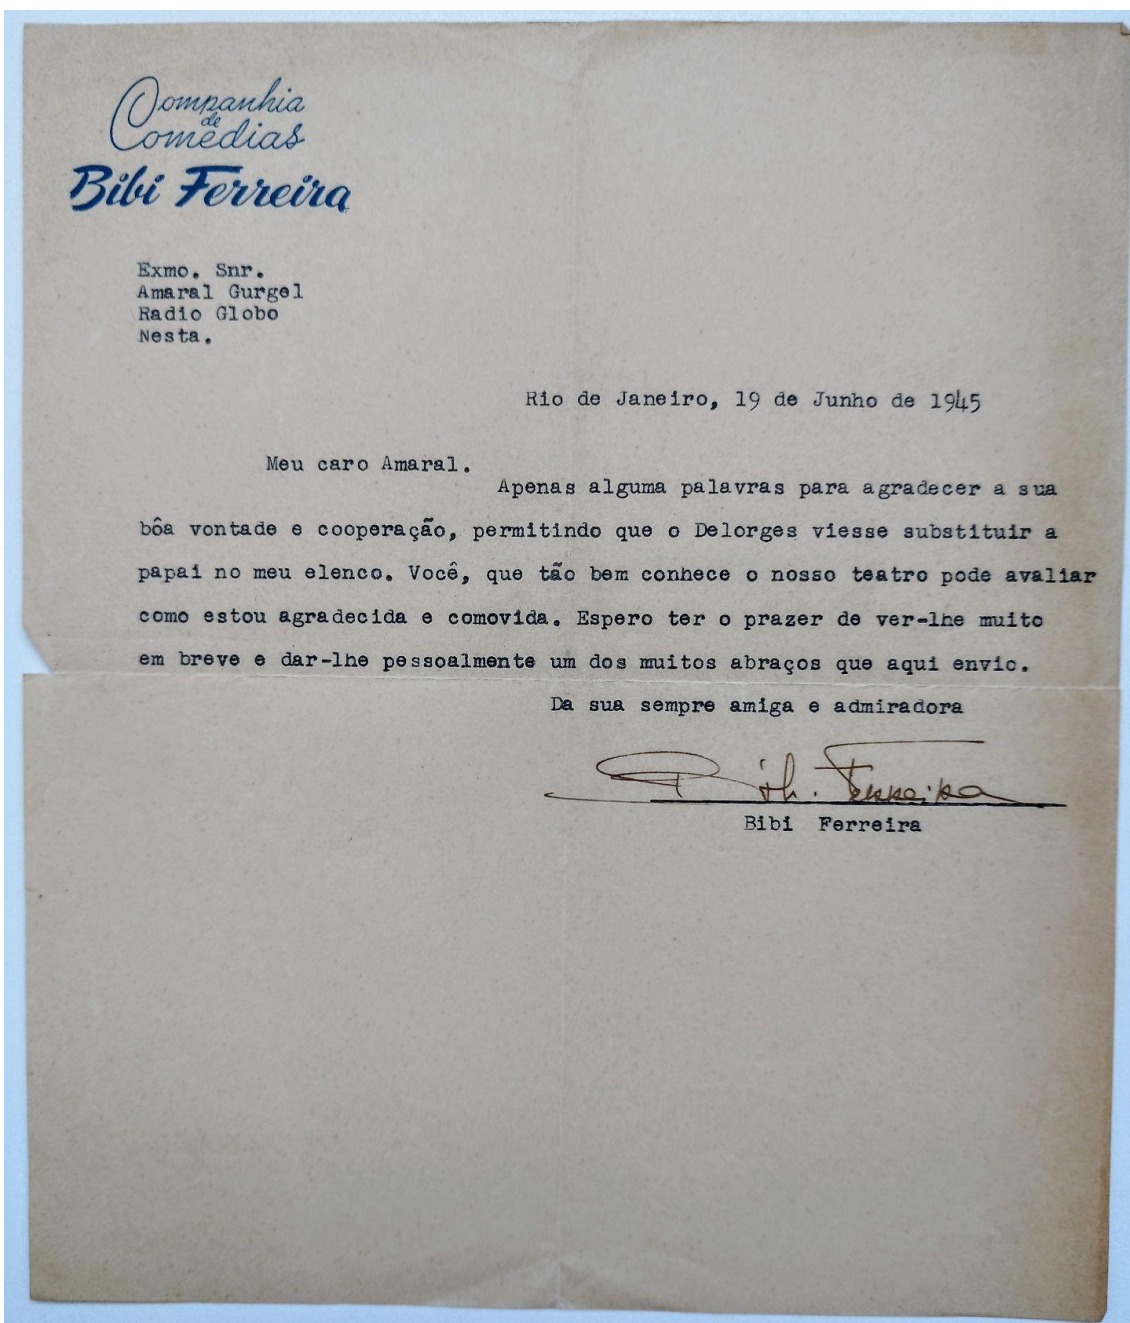 Companhia
de
Comédias
Bibi Ferreira
Exmo. Snr.
Amaral Gurgel
Radio Globo
Nesta.
Rio de Janeiro, 19 de Junho de 1945
Meu caro Amaral.
Apenas alguma palavras para agradecer a sua
bôa vontade e cooperação, permitindo que o Delorges viesse substituir a
papai no meu elenco. Você, que tão bem conhece o nosso teatro pode avaliar
como estou agradecida e comovida. Espero ter o prazer de ver-lhe muito
em breve e dar-lhe pessoalmente um dos muitos abraços que aqui envio.
Da sua sempre amiga e admiradora
Bibi Ferreira
Bibi Ferreira